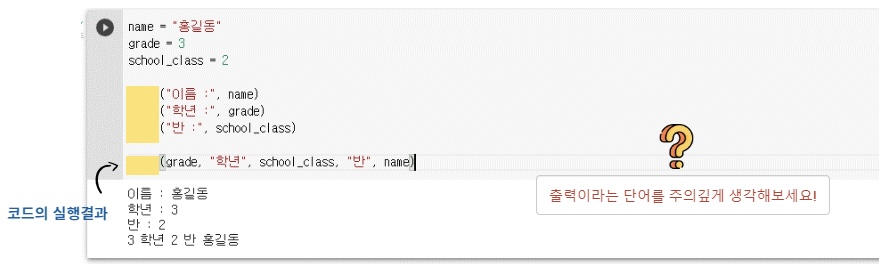 name = "홍길동"
grade = 3
school_class = 2
("이름 :", name)
("학년 :", grade)
("반 :", school_class)
(grade, "학년", school_class, "반", name)
코드의 실행결과
이름 : 홍길동
학년 : 3
반 : 2
3 학년 2 반 홍길동
?
출력이라는 단어를 주의깊게 생각해보세요!